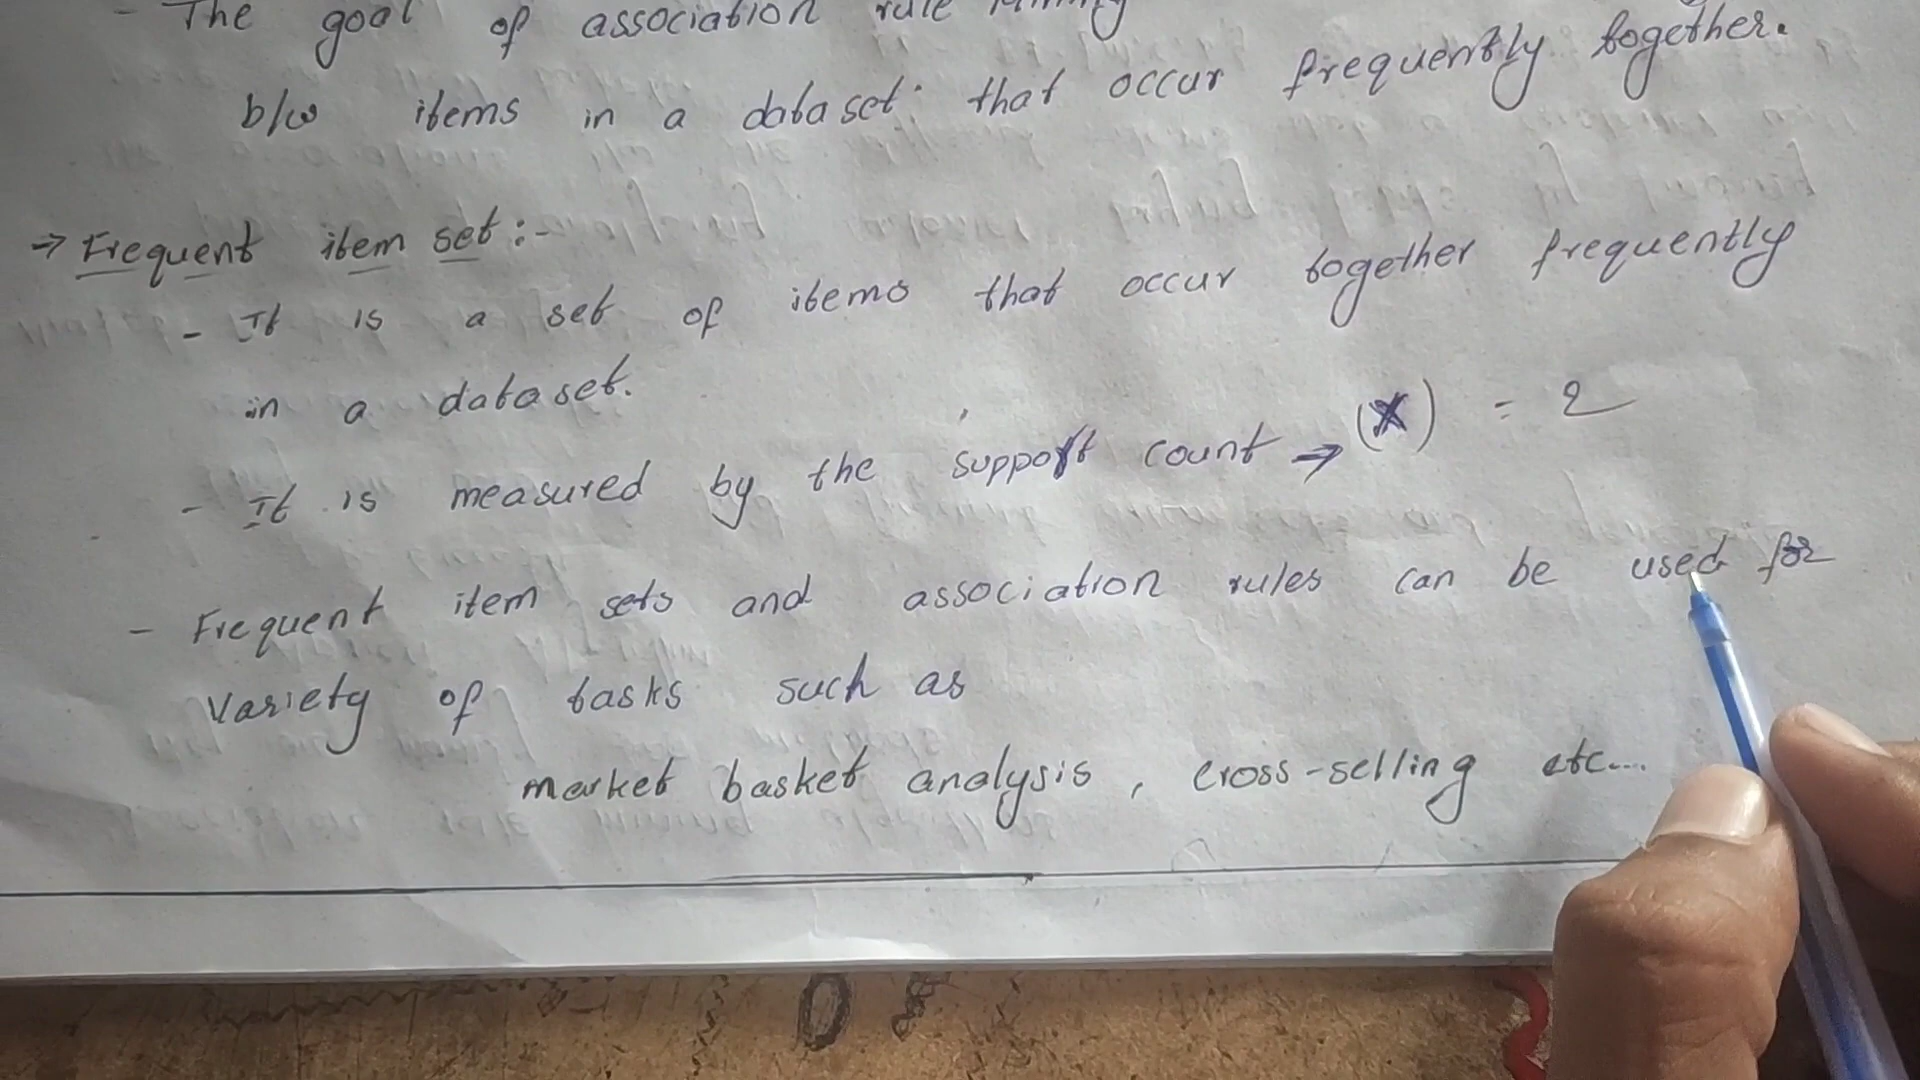 - The goal of association rule mining
b/w items in a dataset that occur frequently together.
→ Frequent item set :-
- It is a set of items that occur together frequently
in a dataset.
- It is measured by the support count → (X) = 2
- Frequent item sets and association rules can be used for
Variety of tasks such as
market basket analysis, cross-selling etc....